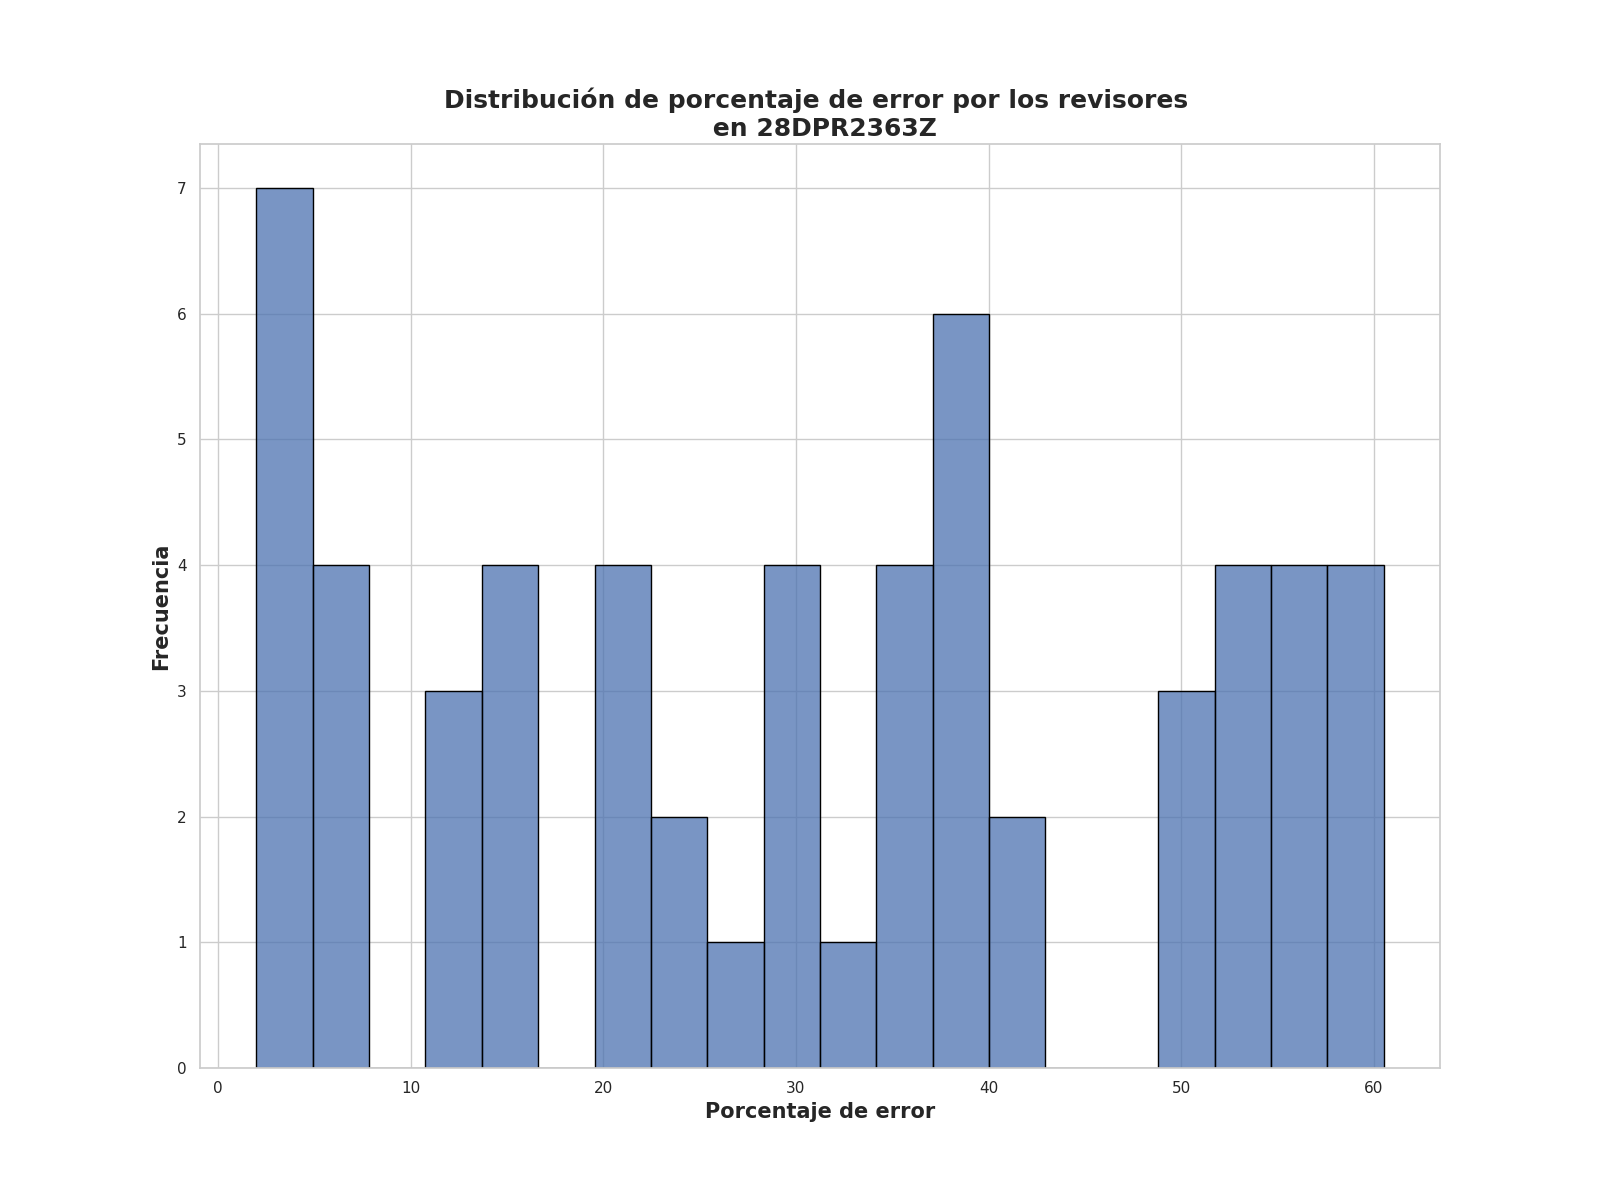 Distribución de porcentaje de error por los revisores
en 28DPR2363Z
Frecuencia
7
6
5
4
3
2
1
0
0 10 20 30 40 50 60
Porcentaje de error